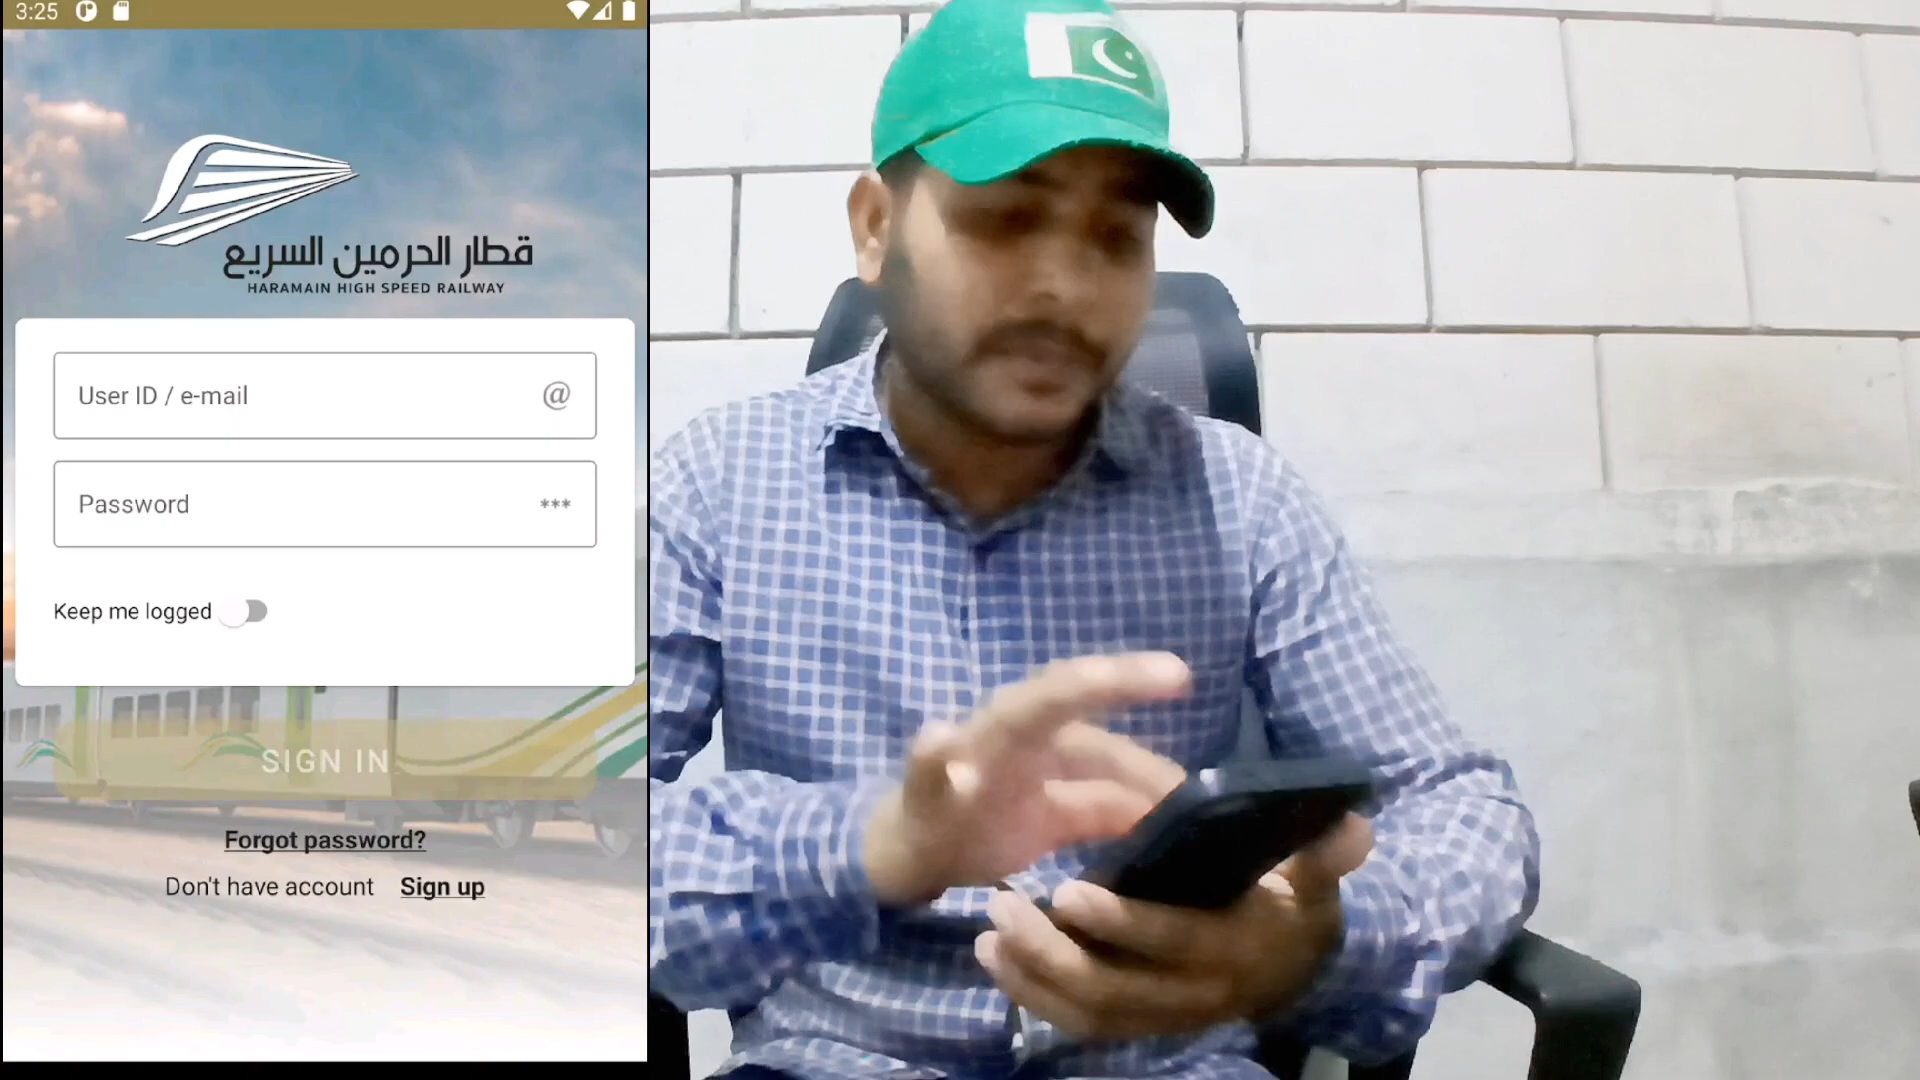 3:25
قطار الحرمين السريع
HARAMAIN HIGH SPEED RAILWAY
User ID / e-mail @
Password ***
Keep me logged
SIGN IN
Forgot password?
Don't have account Sign up